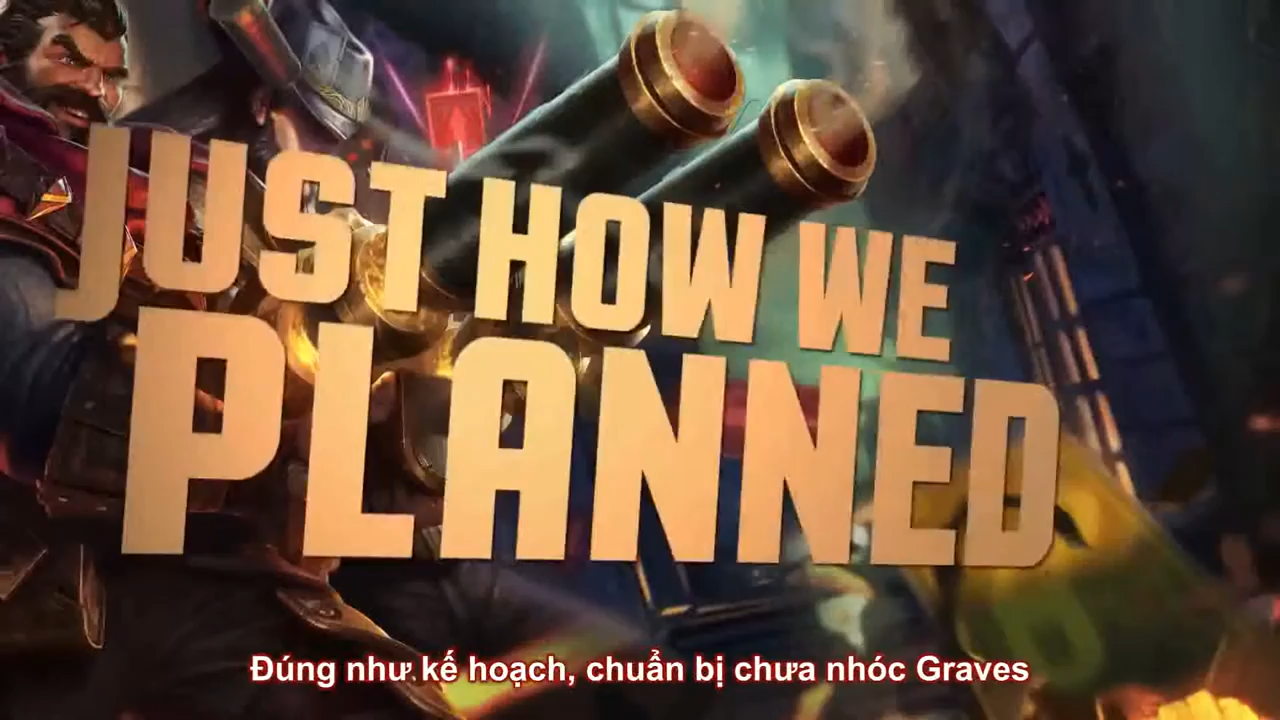 JUST HOW WE
PLANNED
Đúng như kế hoạch, chuẩn bị chưa nhóc Graves